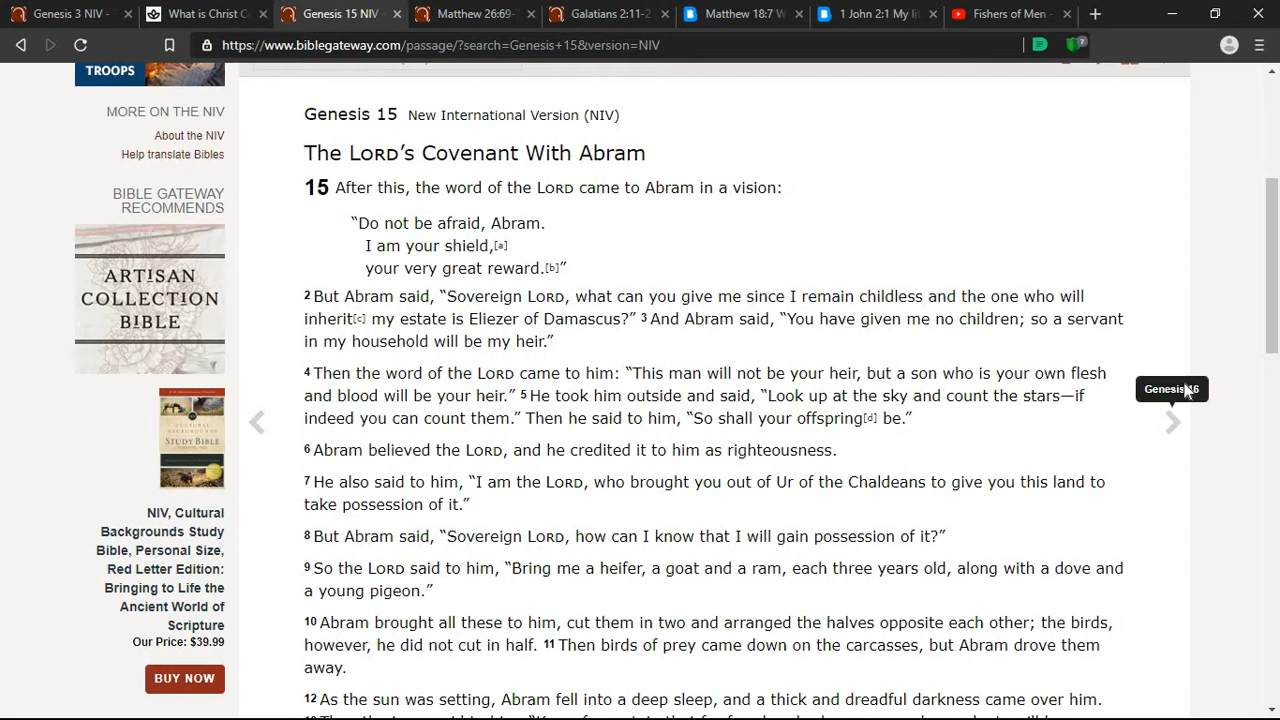 Genesis 3 NIV -
What is Christ Ce
Genesis 15 NIV -
Matthew 26:69-
Galatians 2:11-2
Matthew 18:7 W
1 John 2:1 My lit
Fishers of Men -
https://www.biblegateway.com/passage/?search=Genesis+15&version=NIV
7
TROOPS
MORE ON THE NIV
About the NIV
Help translate Bibles
BIBLE GATEWAY
RECOMMENDS
ARTISAN
COLLECTION
BIBLE
CULTURAL
BACKGROUNDS
STUDY BIBLE
NIV, Cultural
Backgrounds Study
Bible, Personal Size,
Red Letter Edition:
Bringing to Life the
Ancient World of
Scripture
Our Price: $39.99
BUY NOW
Genesis 15 New International Version (NIV)
The LORD’s Covenant With Abram
15 After this, the word of the LORD came to Abram in a vision:
“Do not be afraid, Abram.
I am your shield,[a]
your very great reward.[b]”
2 But Abram said, “Sovereign LORD, what can you give me since I remain childless and the one who will
inherit[c] my estate is Eliezer of Damascus?” 3 And Abram said, “You have given me no children; so a servant
in my household will be my heir.”
4 Then the word of the LORD came to him: “This man will not be your heir, but a son who is your own flesh
and blood will be your heir.” 5 He took him outside and said, “Look up at the sky and count the stars—if
indeed you can count them.” Then he said to him, “So shall your offspring[d] be.”
6 Abram believed the LORD, and he credited it to him as righteousness.
7 He also said to him, “I am the LORD, who brought you out of Ur of the Chaldeans to give you this land to
take possession of it.”
8 But Abram said, “Sovereign LORD, how can I know that I will gain possession of it?”
9 So the LORD said to him, “Bring me a heifer, a goat and a ram, each three years old, along with a dove and
a young pigeon.”
10 Abram brought all these to him, cut them in two and arranged the halves opposite each other; the birds,
however, he did not cut in half. 11 Then birds of prey came down on the carcasses, but Abram drove them
away.
12 As the sun was setting, Abram fell into a deep sleep, and a thick and dreadful darkness came over him.
Genesis 16